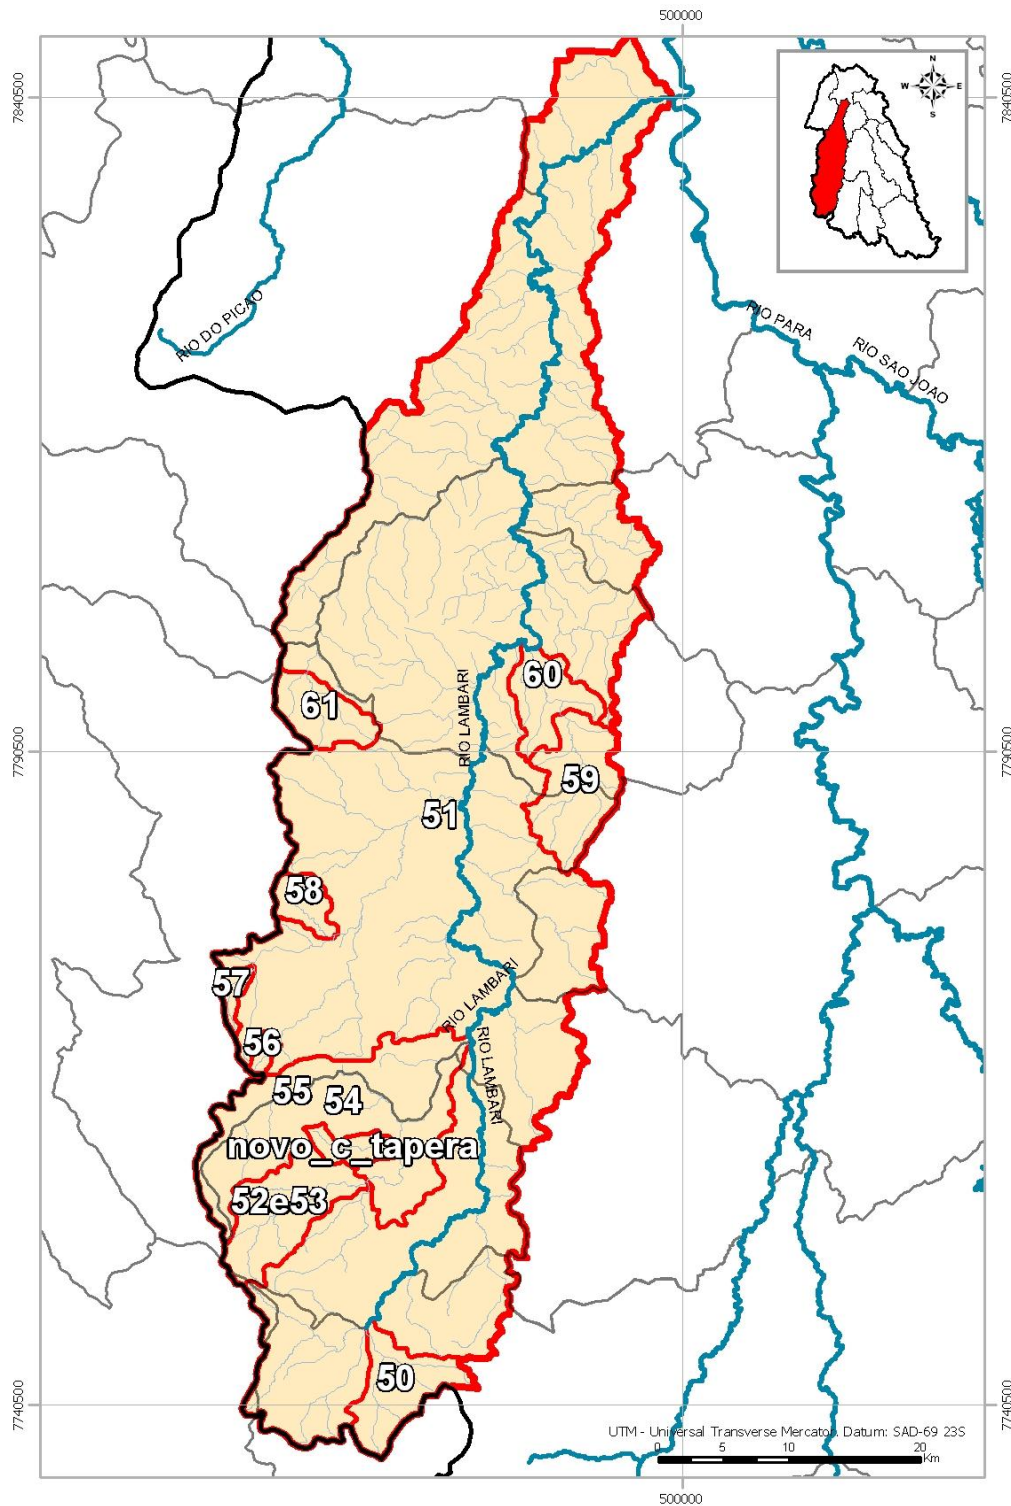 500000
7840500
7840500
N
W E
S
RIO DO PICAO
RIO PARA
RIO SAO JOAO
RIO LAMBARI
60
61
7790500
7790500
59
51
58
57
RIO LAMBARI
56
RIO LAMBARI
55
54
novo_c_tapera
52e53
50
7740500
7740500
UTM - Universal Transverse Mercator. Datum: SAD-69 23S
0 5 10 20
Km
500000